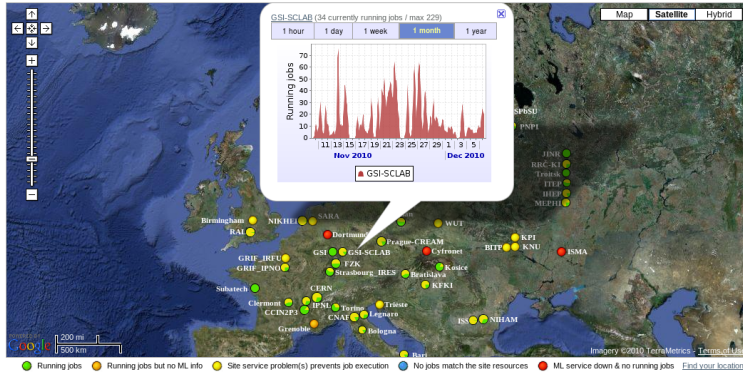 GSI-SCLAB (34 currently running jobs / max 229)
1 hour 1 day 1 week 1 month 1 year
Map Satellite Hybrid
Running jobs
70
60
50
40
30
20
10
0
11 13 15 17 19 21 23 25 27 29 1 3 5
Nov 2010 Dec 2010
GSI-SCLAB
SPbSU
PNPI
JINR
RRC-KI
Troitsk
ITEP
IHEP
MEPHI
Birmingham
NIKHEF
SARA
WUT
RAL
Dortmund
Prague-CREAM
KPI
BITP
KNU
GSI
GSI-SCLAB
Cyfronet
ISMA
GRIF_IRFU
FZK
GRIF_IPNO
Strasbourg_IRES
Bratislava
Kosice
KFKI
Subatech
CERN
Clermont
IPNL
CCIN2P3
Torino
Trieste
CNAF
Legnaro
ISS
NIHAM
Grenoble
Bologna
Bari
POWERED BY
Google
200 mi
500 km
Imagery ©2010 TerraMetrics - Terms of Use
Running jobs Running jobs but no ML info Site service problem(s) prevents job execution No jobs match the site resources ML service down & no running jobs Find your location